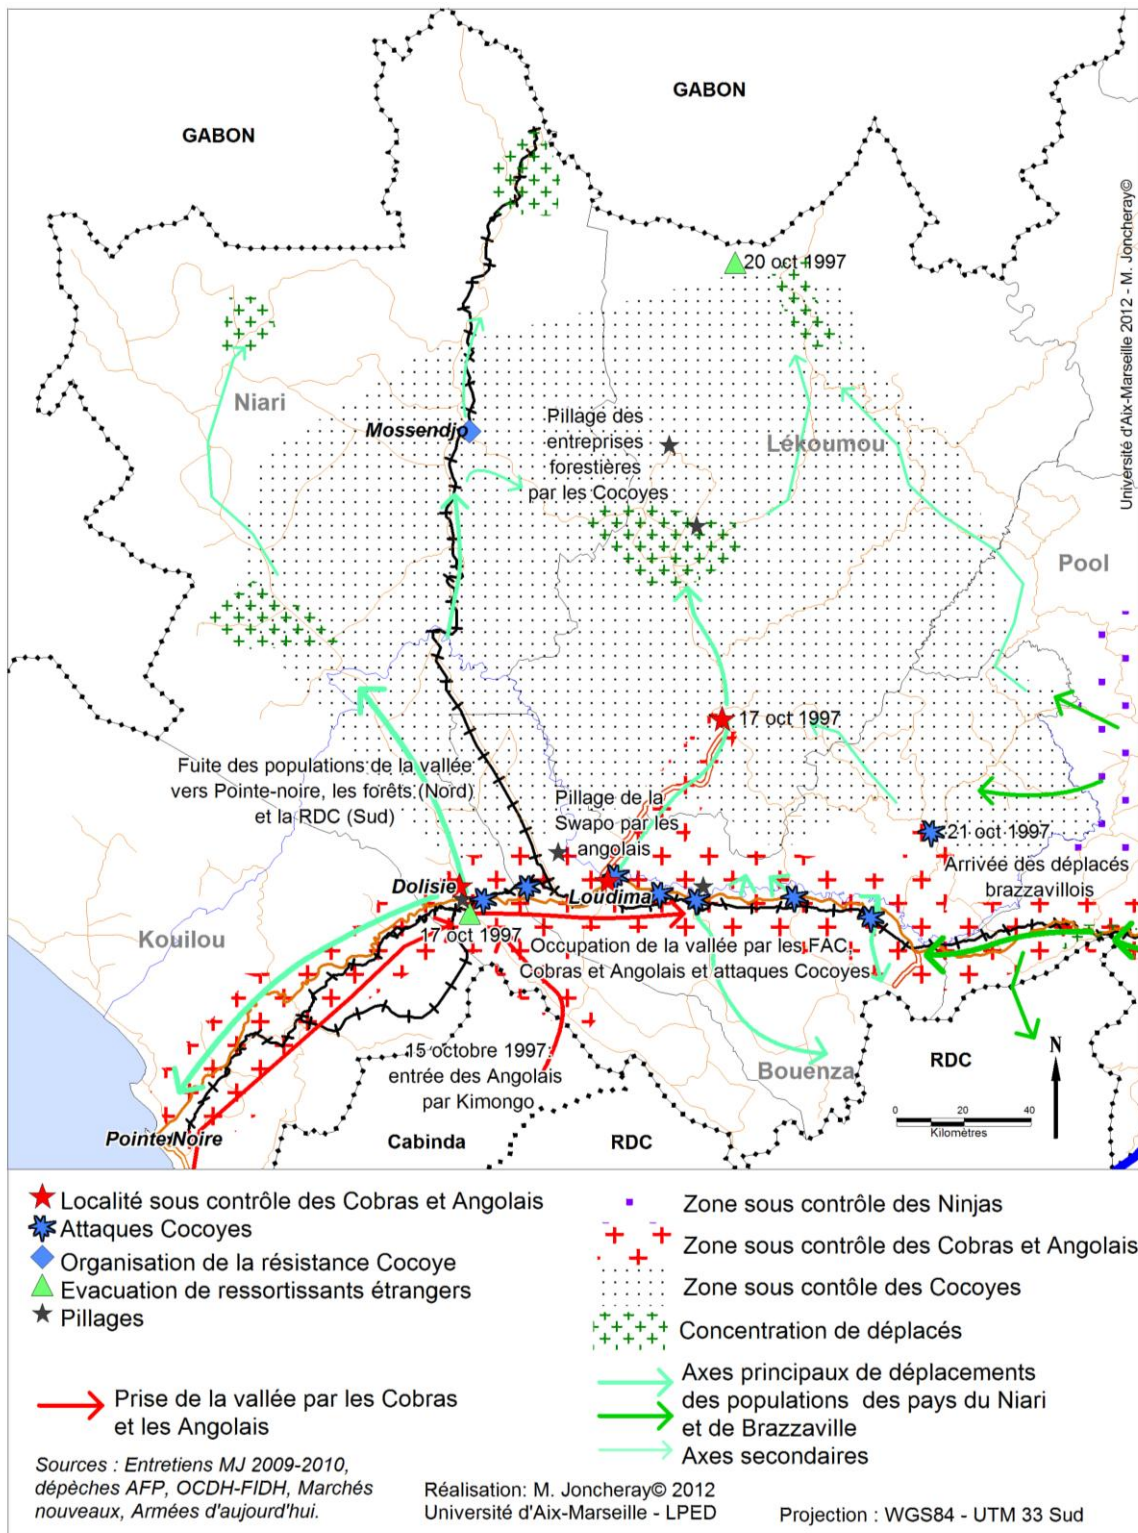 GABON
GABON
Université d'Aix-Marseille 2012 - M. Joncheray©
20 oct 1997
Niari
Mossendjo
Pillage des
entreprises
forestières
par les Cocoyes
Lékoumou
Pool
17 oct 1997
Fuite des populations de la vallée
vers Pointe-noire, les forêts (Nord)
et la RDC (Sud)
Pillage de la
Swapo par les
angolais
21 oct 1997
Arrivée des déplacés
brazzavillois
Dolisie
Loudima
Kouilou
17 oct 1997
Occupation de la vallée par les FAC,
Cobras et Angolais et attaques Cocoyes
15 octobre 1997:
entrée des Angolais
par Kimongo
Bouenza
RDC
N
0 20 40
Kilomètres
Pointe Noire
Cabinda
RDC
Localité sous contrôle des Cobras et Angolais
Attaques Cocoyes
Organisation de la résistance Cocoye
Evacuation de ressortissants étrangers
Pillages
Prise de la vallée par les Cobras
et les Angolais
Zone sous contrôle des Ninjas
Zone sous contrôle des Cobras et Angolais
Zone sous contôle des Cocoyes
Concentration de déplacés
Axes principaux de déplacements
des populations des pays du Niari
et de Brazzaville
Axes secondaires
Sources : Entretiens MJ 2009-2010,
dépêches AFP, OCDH-FIDH, Marchés
nouveaux, Armées d'aujourd'hui.
Réalisation: M. Joncheray© 2012
Université d'Aix-Marseille - LPED
Projection : WGS84 - UTM 33 Sud